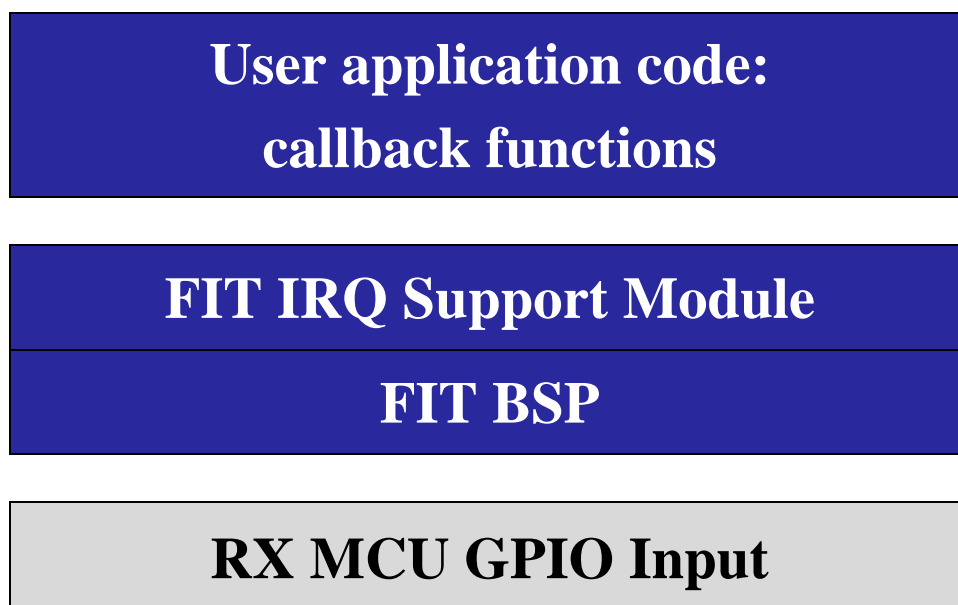 User application code:
callback functions
FIT IRQ Support Module
FIT BSP
RX MCU GPIO Input